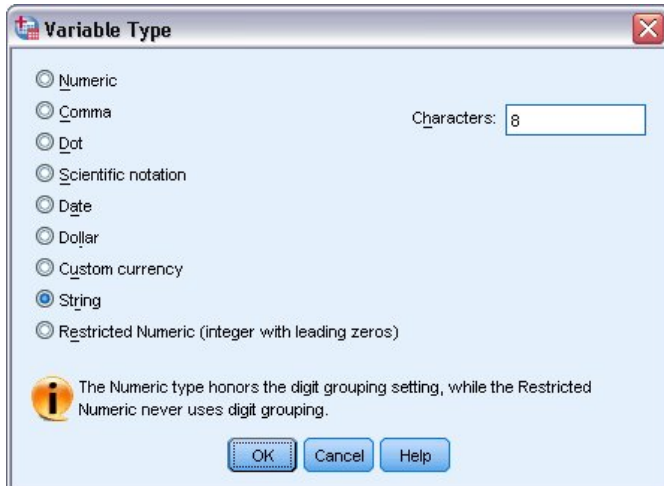 Variable Type
Numeric
Comma
Characters: 8
Dot
Scientific notation
Date
Dollar
Custom currency
String
Restricted Numeric (integer with leading zeros)
The Numeric type honors the digit grouping setting, while the Restricted
Numeric never uses digit grouping.
OK Cancel Help